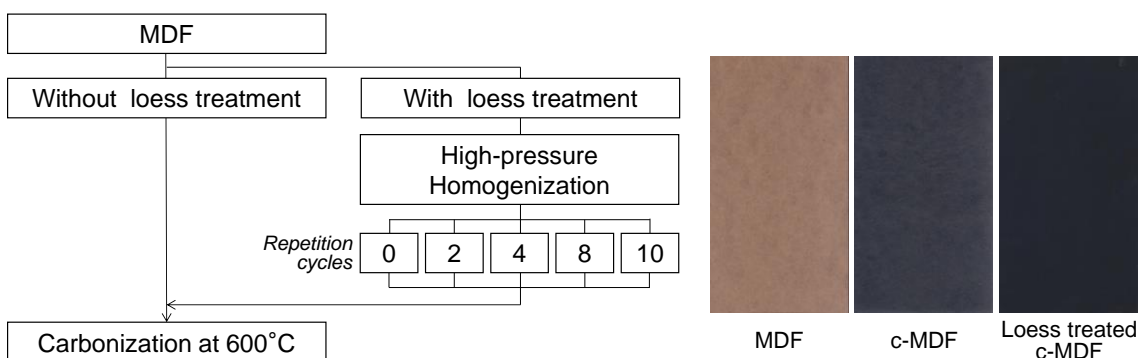 MDF
Without loess treatment
With loess treatment
High-pressure
Homogenization
Repetition
cycles
0 2 4 8 10
Carbonization at 600°C
MDF
c-MDF
Loess treated
c-MDF